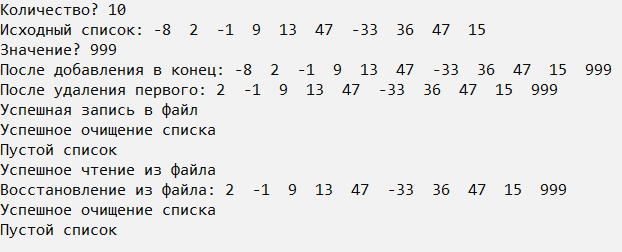 Количество? 10
Исходный список: -8 2 -1 9 13 47 -33 36 47 15
Значение? 999
После добавления в конец: -8 2 -1 9 13 47 -33 36 47 15 999
После удаления первого: 2 -1 9 13 47 -33 36 47 15 999
Успешная запись в файл
Успешное очищение списка
Пустой список
Успешное чтение из файла
Восстановление из файла: 2 -1 9 13 47 -33 36 47 15 999
Успешное очищение списка
Пустой список